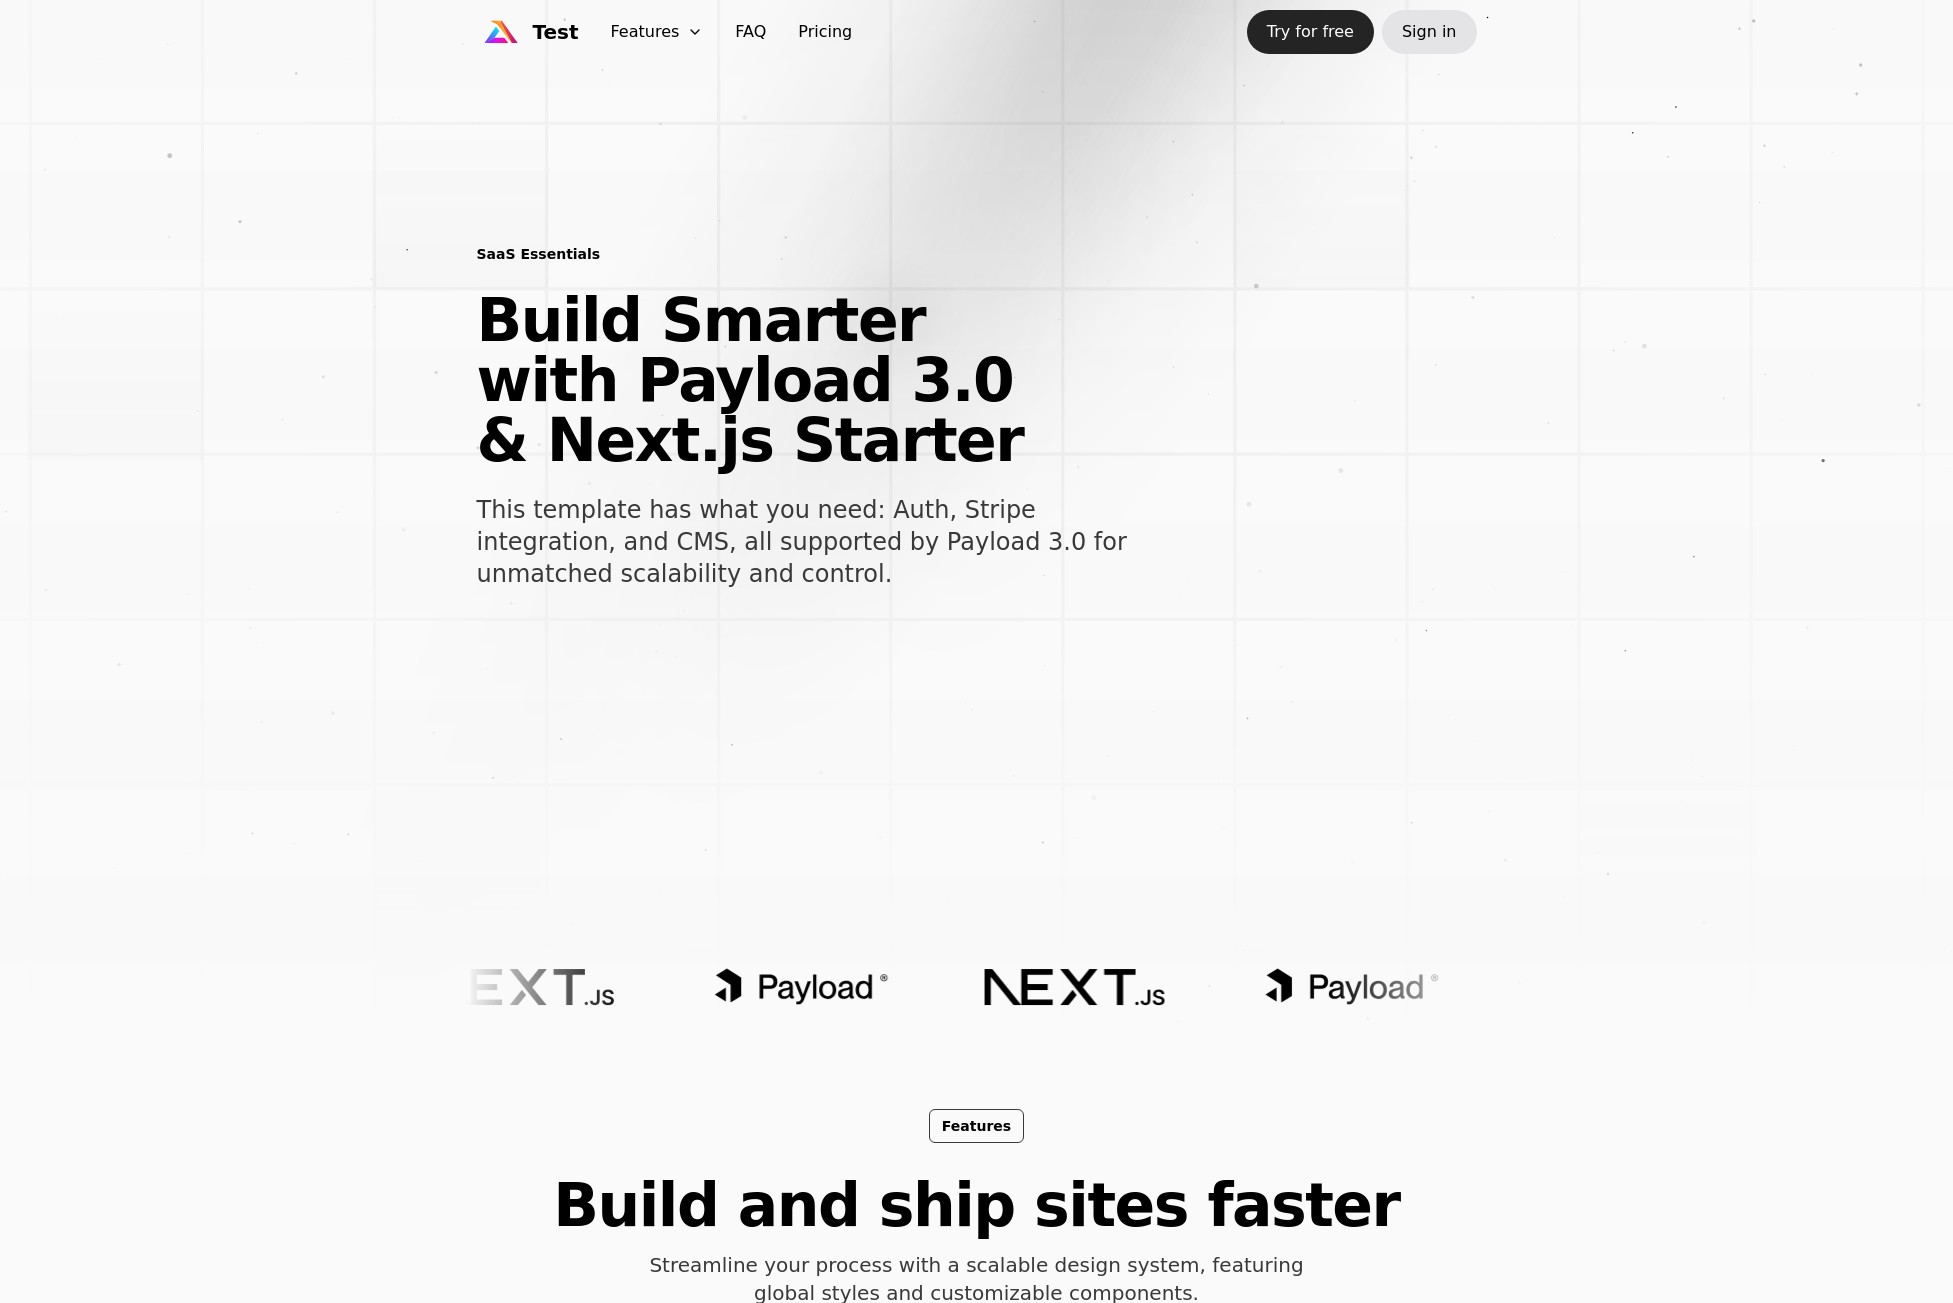 Test
Features
FAQ
Pricing
Try for free
Sign in
SaaS Essentials
Build Smarter
with Payload 3.0
& Next.js Starter
This template has what you need: Auth, Stripe
integration, and CMS, all supported by Payload 3.0 for
unmatched scalability and control.
EXT.JS
Payload ®
NEXT.JS
Payload ®
Features
Build and ship sites faster
Streamline your process with a scalable design system, featuring
global styles and customizable components.